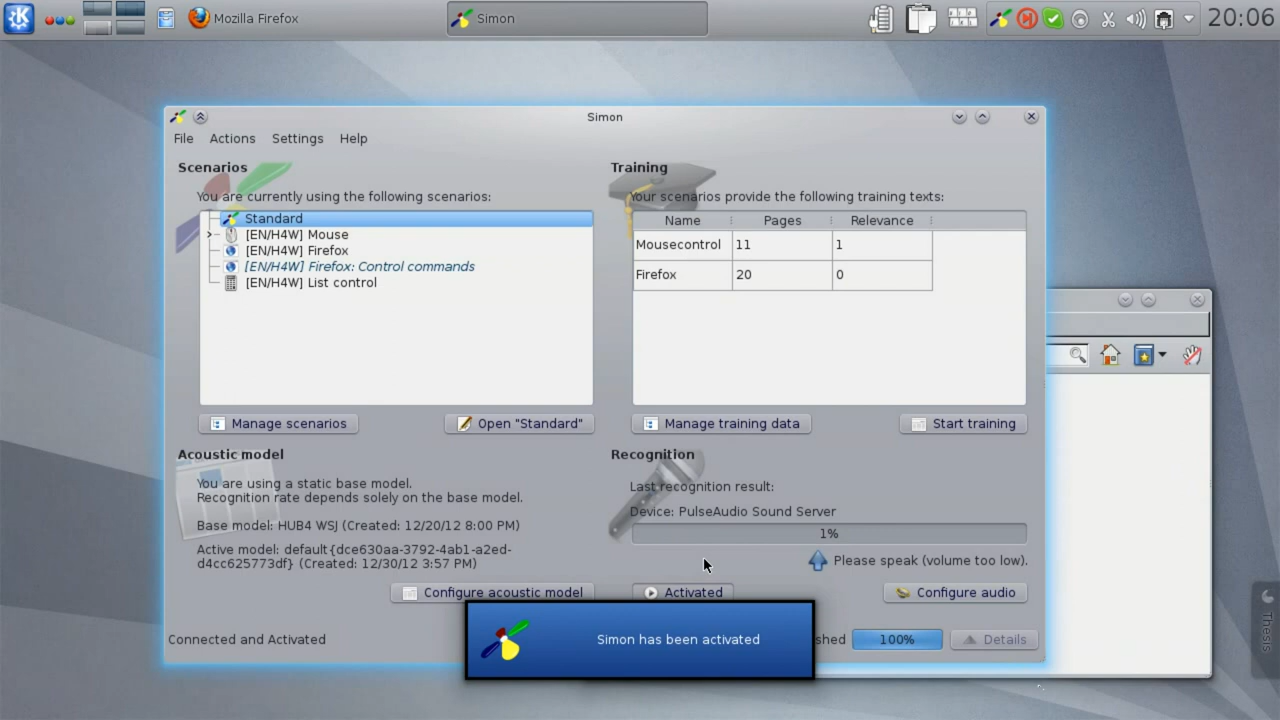 Mozilla Firefox
Simon
20:06
Simon
File Actions Settings Help
Scenarios
You are currently using the following scenarios:
Standard
[EN/H4W] Mouse
[EN/H4W] Firefox
[EN/H4W] Firefox: Control commands
[EN/H4W] List control
Manage scenarios
Open "Standard"
Training
Your scenarios provide the following training texts:
Name Pages Relevance
Mousecontrol 11 1
Firefox 20 0
Manage training data
Start training
Acoustic model
You are using a static base model.
Recognition rate depends solely on the base model.
Base model: HUB4 WSJ (Created: 12/20/12 8:00 PM)
Active model: default{dce630aa-3792-4ab1-a2ed-
d4cc625773df} (Created: 12/30/12 3:57 PM)
Configure acoustic model
Recognition
Last recognition result:
Device: PulseAudio Sound Server
1%
Please speak (volume too low).
Activated
Configure audio
Connected and Activated
Simon has been activated
shed
100%
Details
Thesis